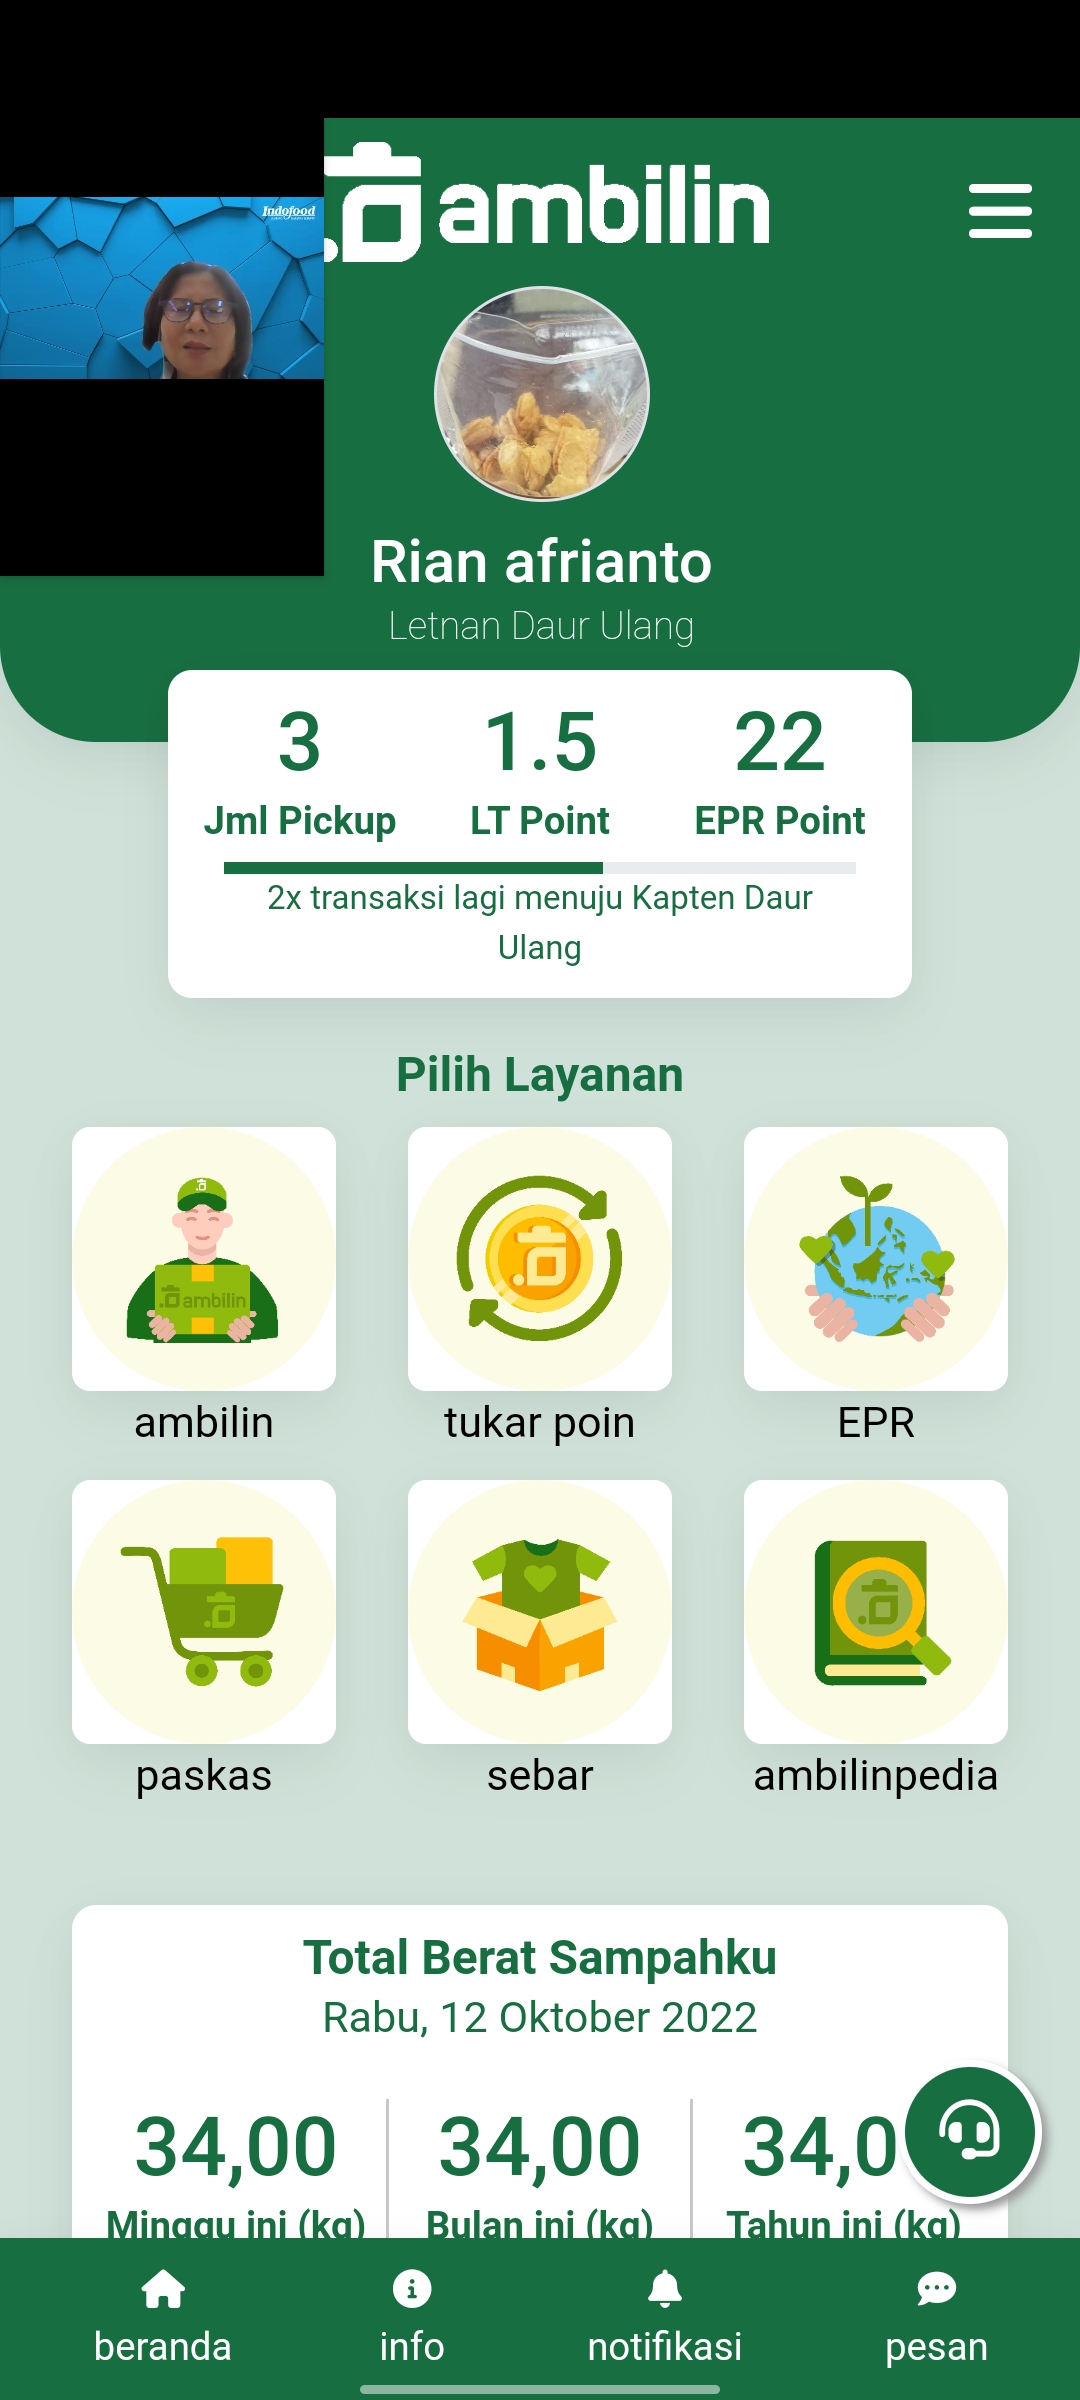 Indofood
ambilin
Rian afrianto
Letnan Daur Ulang
3
1.5
22
Jml Pickup
LT Point
EPR Point
2x transaksi lagi menuju Kapten Daur
Ulang
Pilih Layanan
ambilin
ambilin
tukar poin
EPR
paskas
sebar
ambilinpedia
Total Berat Sampahku
Rabu, 12 Oktober 2022
34,00
34,00
34,0
Minggu ini (kg)
Bulan ini (kg)
Tahun ini (kg)
beranda
info
notifikasi
pesan